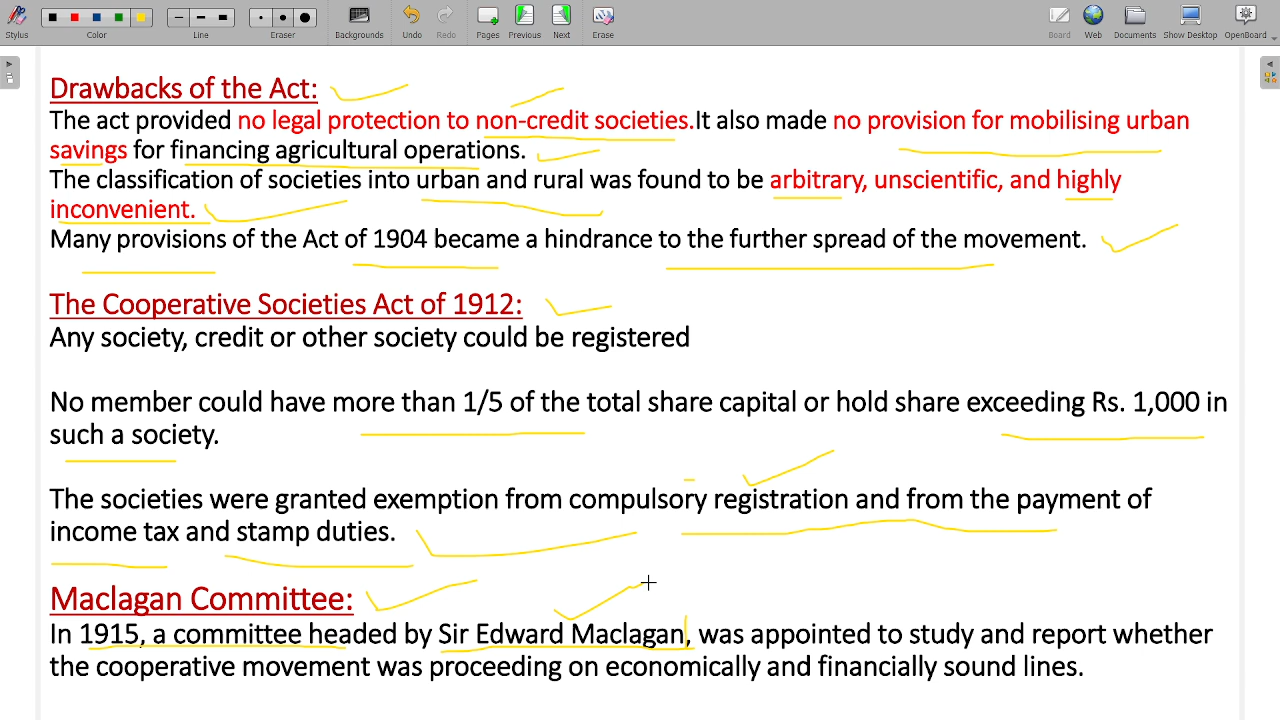 Stylus
Color
Line
Eraser
Backgrounds
Undo
Redo
Pages
Previous
Next
Erase
Board
Web
Documents
Show Desktop
OpenBoard
Drawbacks of the Act:
The act provided no legal protection to non-credit societies.It also made no provision for mobilising urban
savings for financing agricultural operations.
The classification of societies into urban and rural was found to be arbitrary, unscientific, and highly
inconvenient.
Many provisions of the Act of 1904 became a hindrance to the further spread of the movement.
The Cooperative Societies Act of 1912:
Any society, credit or other society could be registered
No member could have more than 1/5 of the total share capital or hold share exceeding Rs. 1,000 in
such a society.
The societies were granted exemption from compulsory registration and from the payment of
income tax and stamp duties.
Maclagan Committee:
In 1915, a committee headed by Sir Edward Maclagan, was appointed to study and report whether
the cooperative movement was proceeding on economically and financially sound lines.